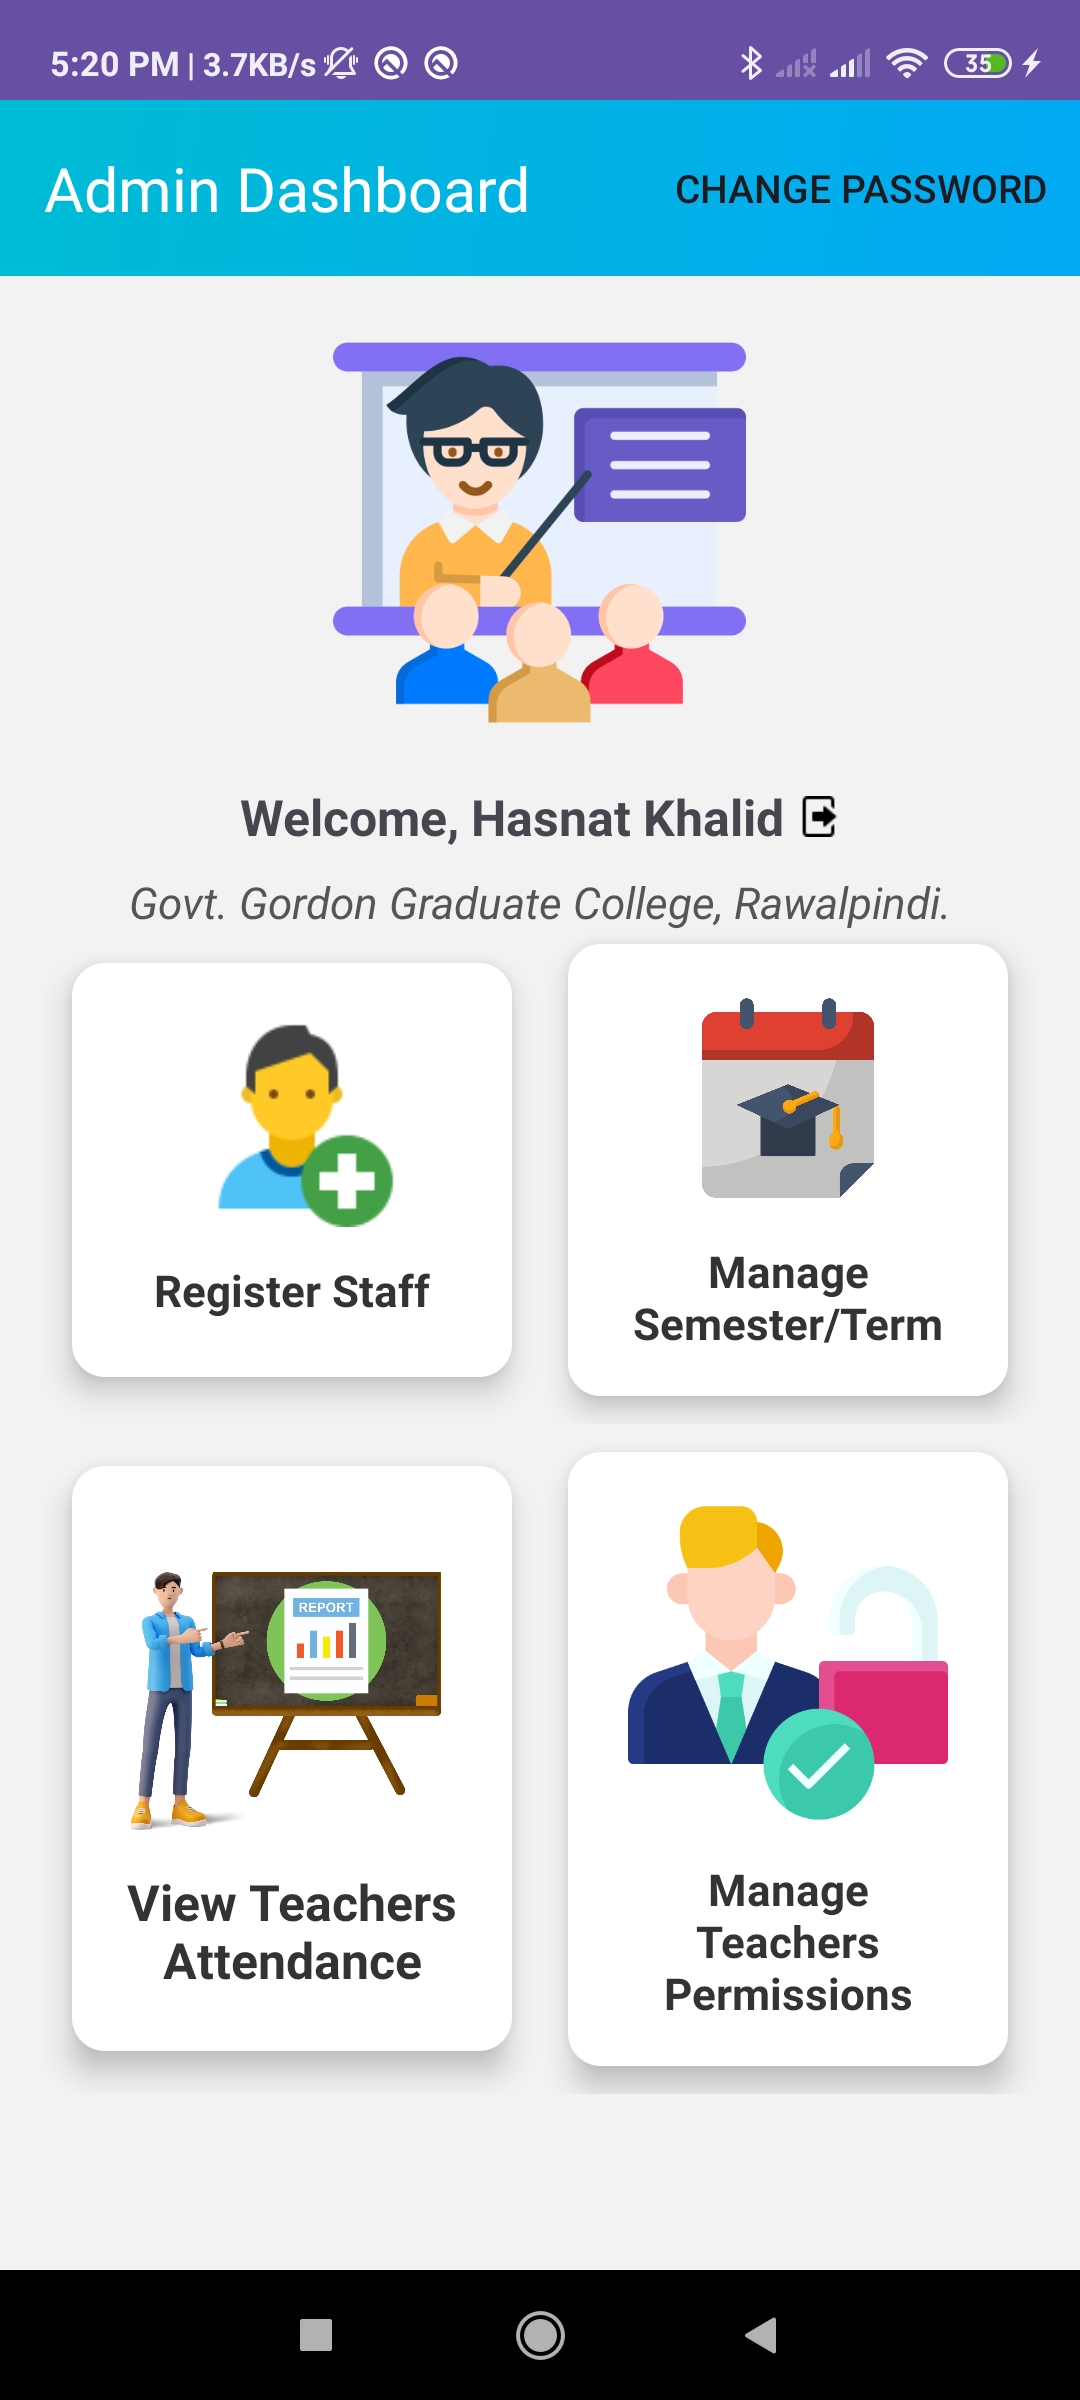 5:20 PM | 3.7KB/s
35
Admin Dashboard
CHANGE PASSWORD
Welcome, Hasnat Khalid
Govt. Gordon Graduate College, Rawalpindi.
Register Staff
Manage
Semester/Term
REPORT
View Teachers
Attendance
Manage
Teachers
Permissions